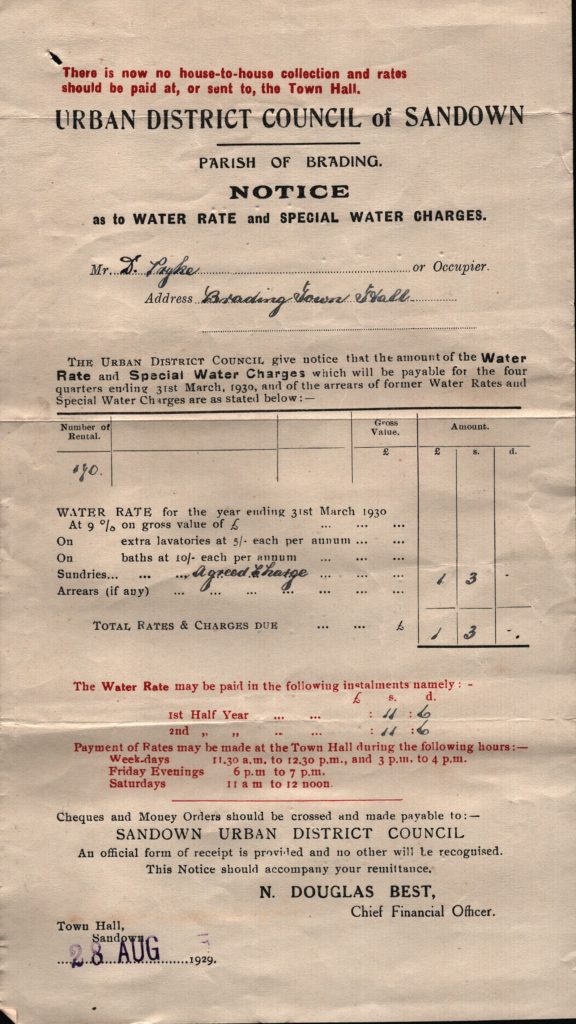 There is now no house-to-house collection and rates
should be paid at, or sent to, the Town Hall.
URBAN DISTRICT COUNCIL of SANDOWN
PARISH OF BRADING.
NOTICE
as to WATER RATE and SPECIAL WATER CHARGES.
Mr. D. Pyke or Occupier.
Address Brading Town Hall
THE URBAN DISTRICT COUNCIL give notice that the amount of the Water
Rate and Special Water Charges which will be payable for the four
quarters ending 31st March, 1930, and of the arrears of former Water Rates and
Special Water Charges are as stated below:—
Number of Rental. Gross Value. Amount.
£ £ s. d.
190.
WATER RATE for the year ending 31st March 1930
At 9 % on gross value of £ ... ... ...
On extra lavatories at 5/- each per annum ... ...
On baths at 10/- each per annum ... ... ...
Sundries... ... ... Agreed Charge ... ... ... 1 3 -
Arrears (if any) ... ... ... ... ... ... ...
TOTAL RATES & CHARGES DUE ... ... £ 1 3 -.
The Water Rate may be paid in the following instalments namely : -
£ s. d.
1st Half Year ... ... : 11 : 6
2nd „ „ ... ... : 11 : 6
Payment of Rates may be made at the Town Hall during the following hours:—
Week-days 11.30 a.m. to 12.30 p.m., and 3 p.m. to 4 p.m.
Friday Evenings 6 p.m to 7 p.m.
Saturdays 11 a m to 12 noon.
Cheques and Money Orders should be crossed and made payable to:—
SANDOWN URBAN DISTRICT COUNCIL
An official form of receipt is provided and no other will be recognised.
This Notice should accompany your remittance.
N. DOUGLAS BEST,
Chief Financial Officer.
Town Hall,
Sandown
28 AUG 1929.